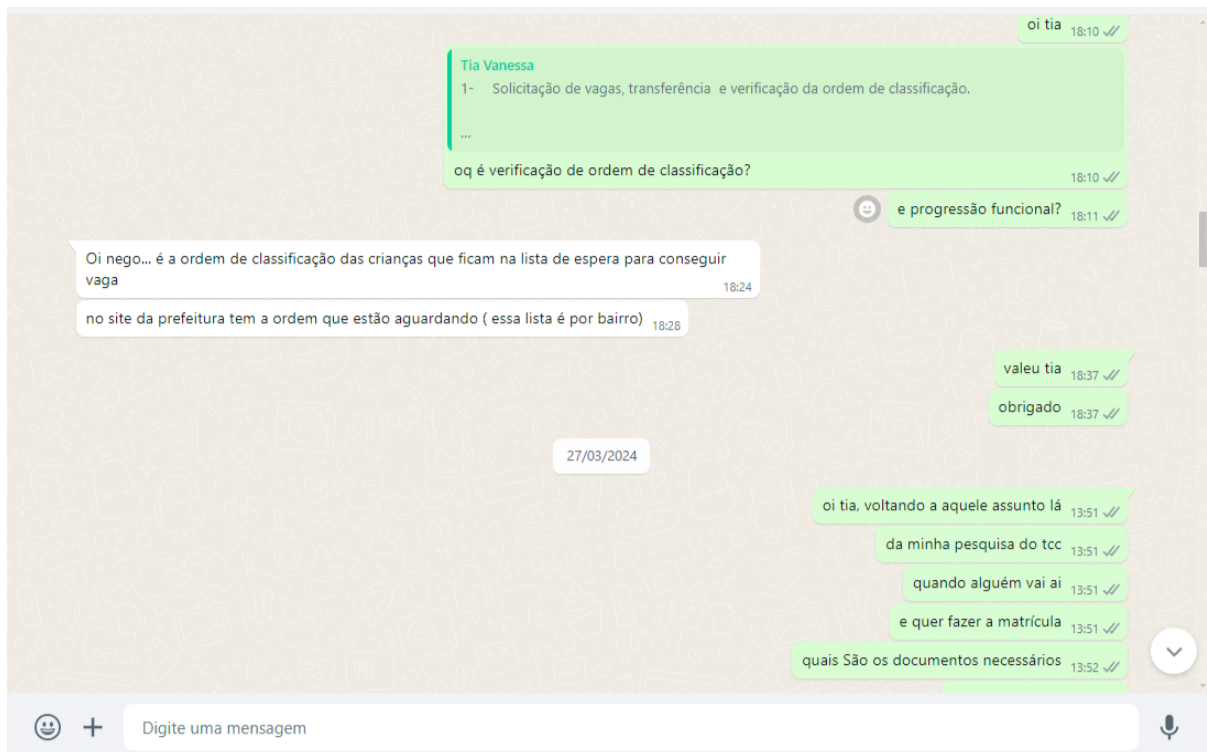 oi tia 18:10
Tia Vanessa
1- Solicitação de vagas, transferência e verificação da ordem de classificação.
...
oq é verificação de ordem de classificação? 18:10
e progressão funcional? 18:11
Oi nego... é a ordem de classificação das crianças que ficam na lista de espera para conseguir
vaga 18:24
no site da prefeitura tem a ordem que estão aguardando ( essa lista é por bairro) 18:28
valeu tia 18:37
obrigado 18:37
27/03/2024
oi tia, voltando a aquele assunto lá 13:51
da minha pesquisa do tcc 13:51
quando alguém vai ai 13:51
e quer fazer a matrícula 13:51
quais São os documentos necessários 13:52
Digite uma mensagem